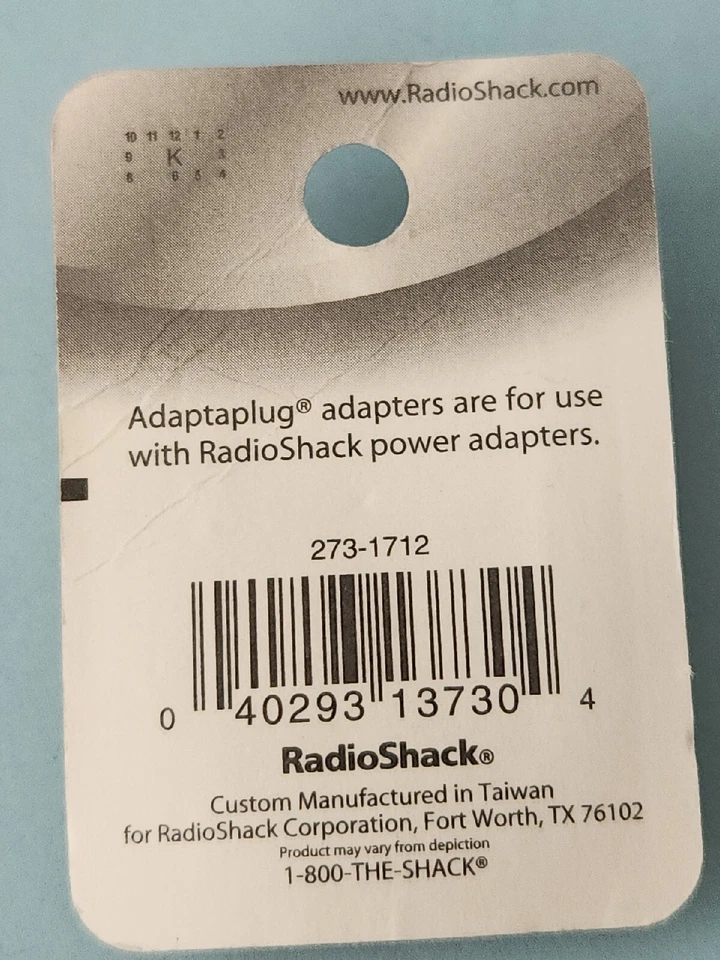 www.RadioShack.com
10 11 12 1 2
9 K 3
8 6 5 4
Adaptaplug® adapters are for use
with RadioShack power adapters.
273-1712
0 40293 13730 4
RadioShack®
Custom Manufactured in Taiwan
for RadioShack Corporation, Fort Worth, TX 76102
Product may vary from depiction
1-800-THE-SHACK®